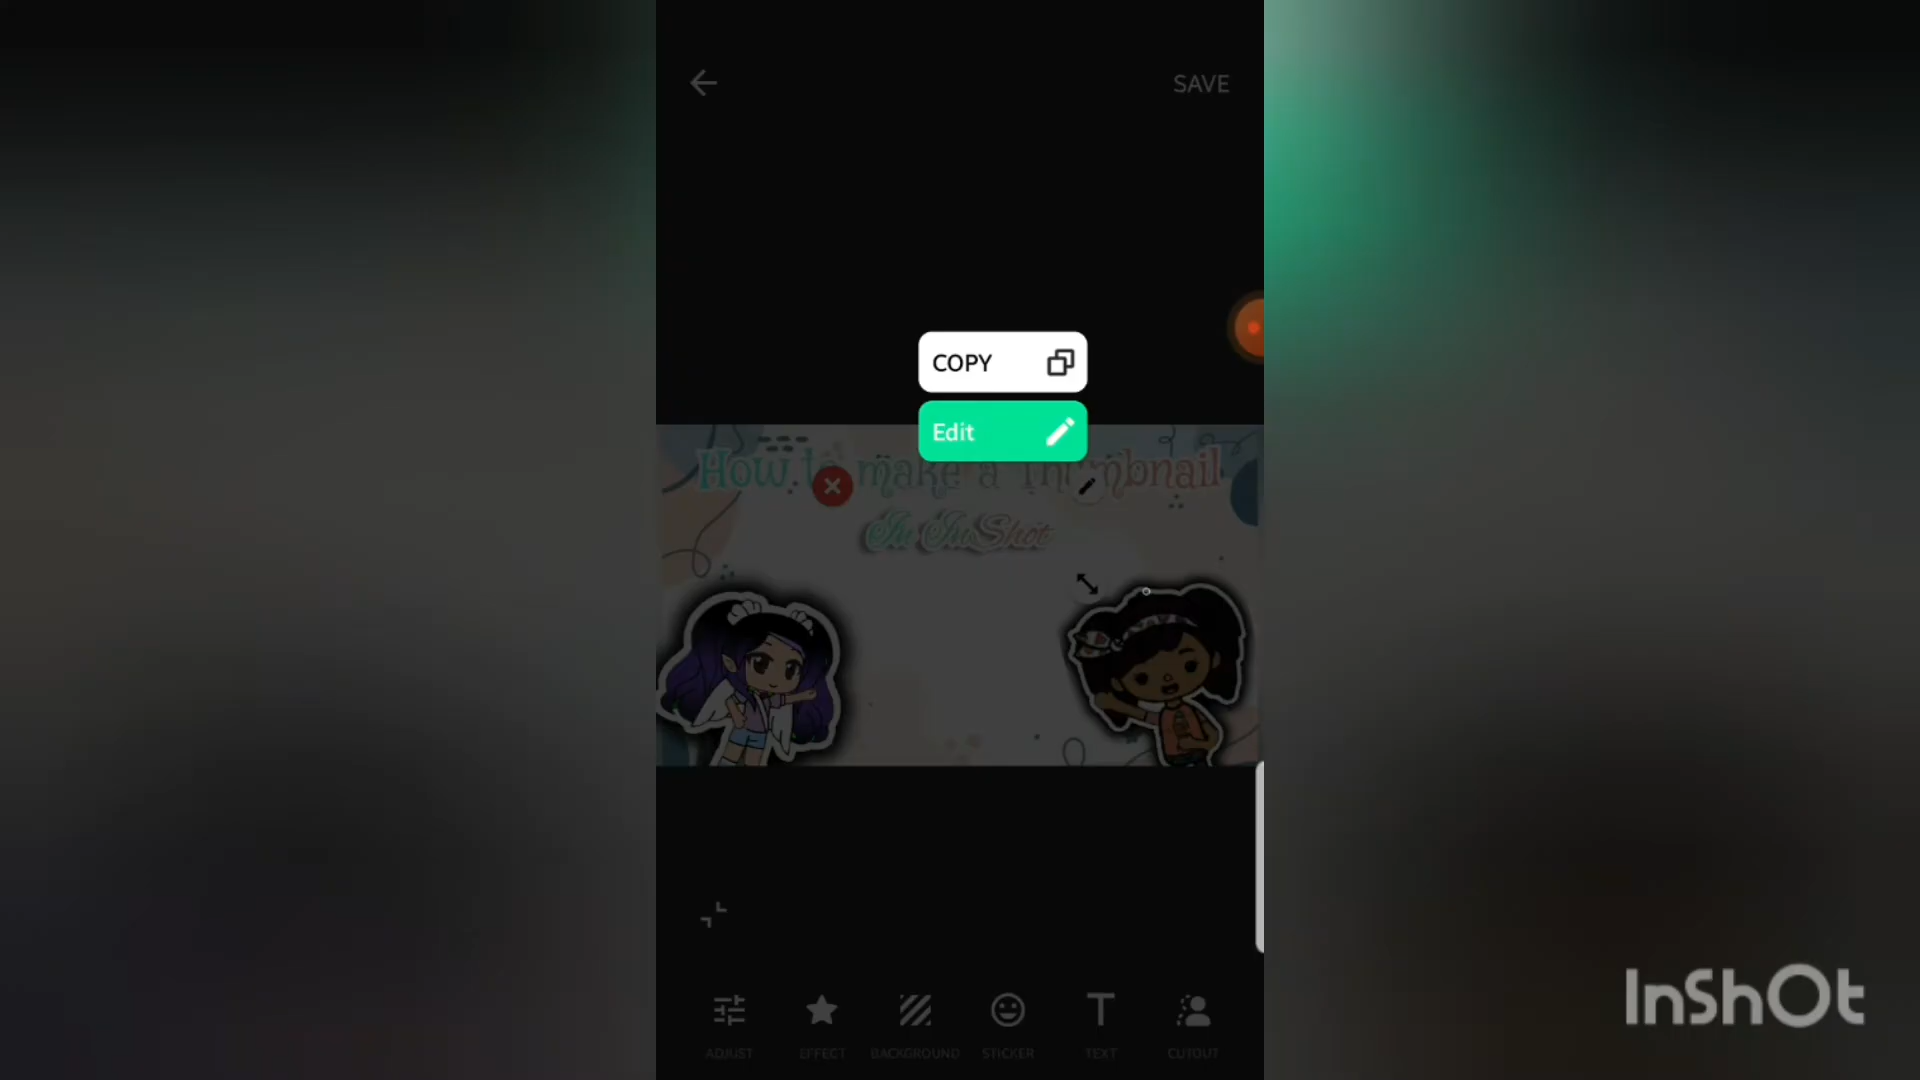 SAVE
COPY
Edit
How to make a Thumbnail
In InShot
ADJUST
EFFECT
BACKGROUND
STICKER
TEXT
CUTOUT
InShOt